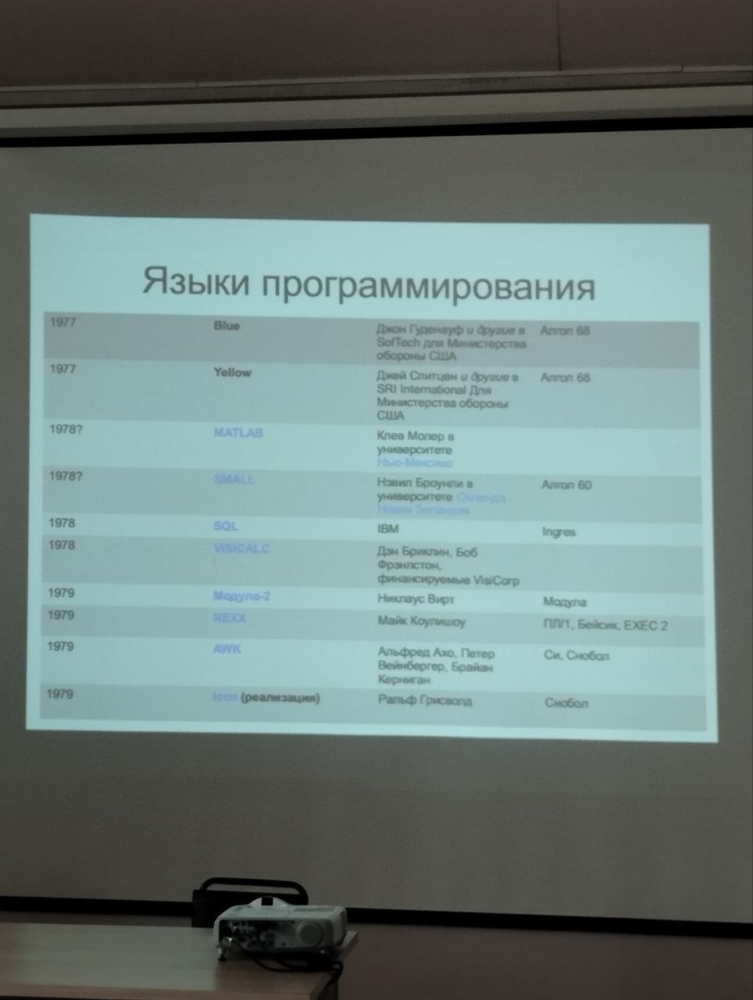 Языки программирования
1977
Blue
Джон Гуденауф и другие в
SofTech для Министерства
обороны США
Алгол 68
1977
Yellow
Джей Спитцен и другие в
SRI International Для
Министерства обороны
США
Алгол 68
1978?
MATLAB
Клев Молер в
университете
Нью-Мексико
1978?
SMALL
Нэвил Броунли в
университете Окленда
Новая Зеландия
Алгол 60
1978
SQL
IBM
Ingres
1978
VISICALC
Дэн Бриклин, Боб
Фрэнлстон,
финансируемые VisiCorp
1979
Модула-2
Никлаус Вирт
Модула
1979
REXX
Майк Коулишоу
ПЛ/1, Бейсик, EXEC 2
1979
AWK
Альфред Ахо, Петер
Вейнбергер, Брайан
Керниган
Си, Снобол
1979
Icon (реализация)
Ральф Грисволд
Снобол